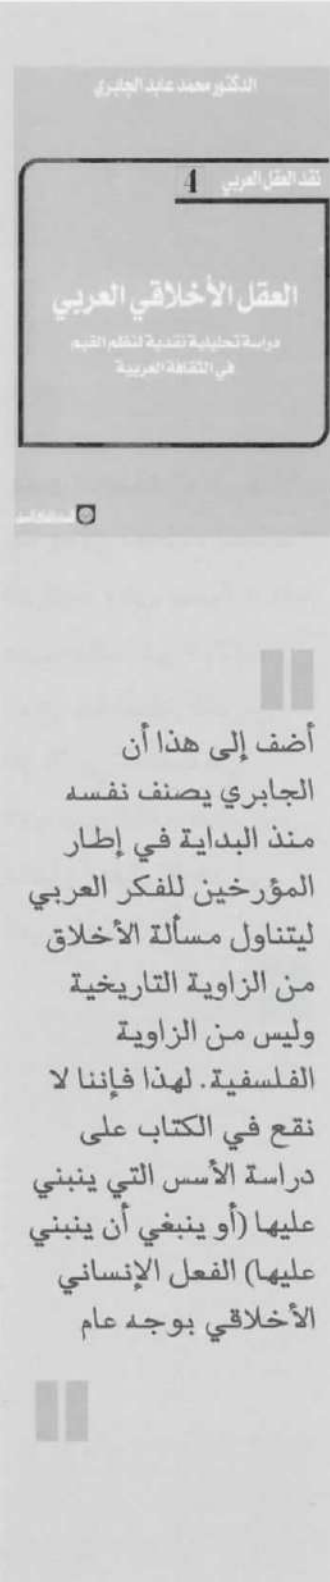 الدكتور محمد عابد الجابري
نقد العقل العربي 4
العقل الأخلاقي العربي
دراسة تحليلية نقدية لنظم القيم
في الثقافة العربية
أضف إلى هذا أن
الجابري يصنف نفسه
منذ البداية في إطار
المؤرخين للفكر العربي
ليتناول مسألة الأخلاق
من الزاوية التاريخية
وليس من الزاوية
الفلسفية. لهذا فإننا لا
نقع في الكتاب على
دراسة الأسس التي ينبني
عليها (أو ينبغي أن ينبني
عليها) الفعل الإنساني
الأخلاقي بوجه عام